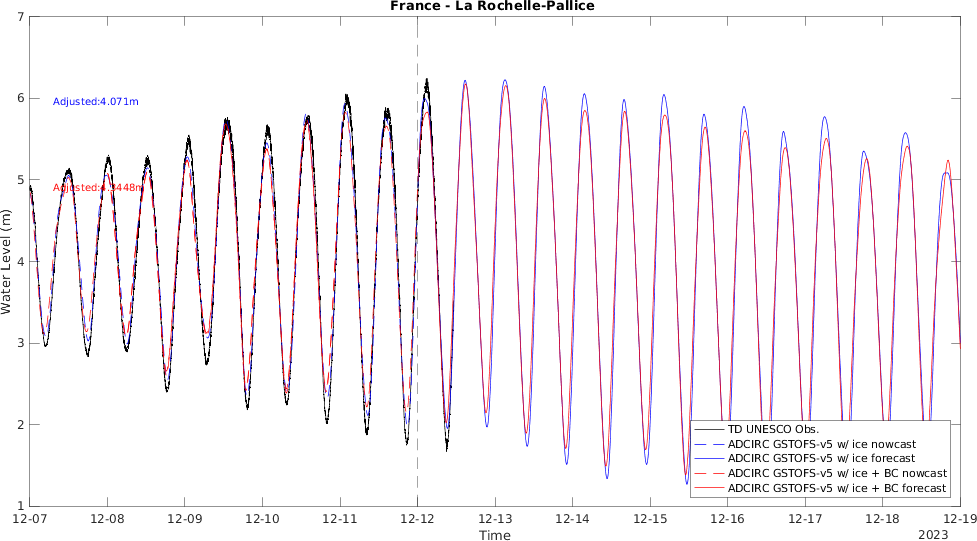 France - La Rochelle-Pallice
Water Level (m)
7
6
5
4
3
2
1
Adjusted:4.071m
TD UNESCO Obs.
ADCIRC GSTOFS-v5 w/ ice nowcast
ADCIRC GSTOFS-v5 w/ ice forecast
ADCIRC GSTOFS-v5 w/ ice + BC nowcast
ADCIRC GSTOFS-v5 w/ ice + BC forecast
12-07 12-08 12-09 12-10 12-11 12-12 12-13 12-14 12-15 12-16 12-17 12-18 12-19
Time
2023